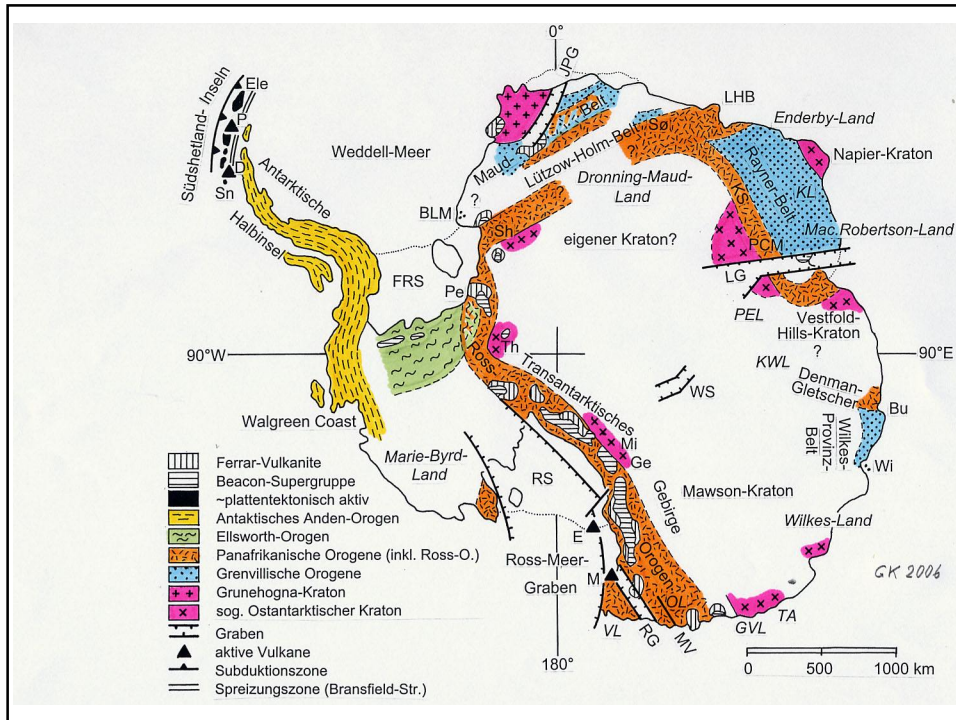 0°
JPG
Ele
P
D
Sn
Südshetland- Inseln
Antarktische
Halbinsel
Weddell-Meer
Maud-
Belt
Lützow-Holm-Belt
Sø
?
LHB
Enderby-Land
Napier-Kraton
Rayner-Belt
KL
KS
Dronning-Maud-
Land
?
BLM
Sh
?
H
eigener Kraton?
PCM
Mac Robertson-Land
LG
FRS
Pe
PEL
Vestfold-
Hills-Kraton
?
90°W
Th
Ross-
Transantarktisches
WS
KWL
90°E
Denman-
Gletscher
Bu
Walgreen Coast
Wilkes-
Provinz-
Belt
Wi
Mi
Ge
Marie-Byrd-
Land
RS
Gebirge
Mawson-Kraton
Wilkes-Land
E
Ross-Meer-
Graben
M
Orogen
OL
GK 2006
VL
RG
MV
GVL
TA
180°
Ferrar-Vulkanite
Beacon-Supergruppe
~plattentektonisch aktiv
Antaktisches Anden-Orogen
Ellsworth-Orogen
Panafrikanische Orogene (inkl. Ross-O.)
Grenvillische Orogene
Grunehogna-Kraton
sog. Ostantarktischer Kraton
Graben
aktive Vulkane
Subduktionszone
Spreizungszone (Bransfield-Str.)
0 500 1000 km